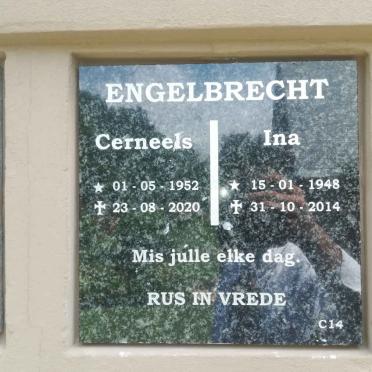 ENGELBRECHT
Cerneels Ina
★ 01 - 05 - 1952 ★ 15 - 01 - 1948
✝ 23 - 08 - 2020 ✝ 31 - 10 - 2014
Mis julle elke dag.
RUS IN VREDE
C14